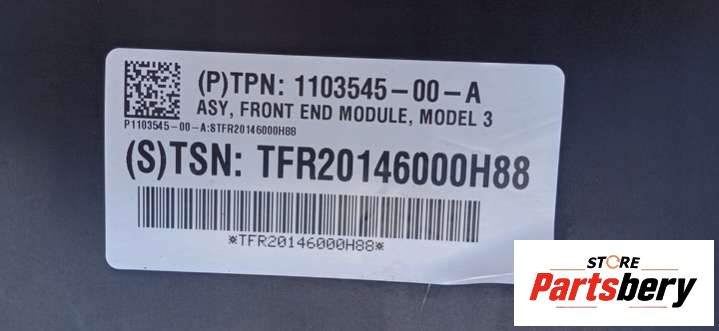 (P)TPN: 1103545-00-A
ASY, FRONT END MODULE, MODEL 3
P1103545-00-A:STFR20146000H88
(S)TSN: TFR20146000H88
*TFR20146000H88*
STORE
Partsbery